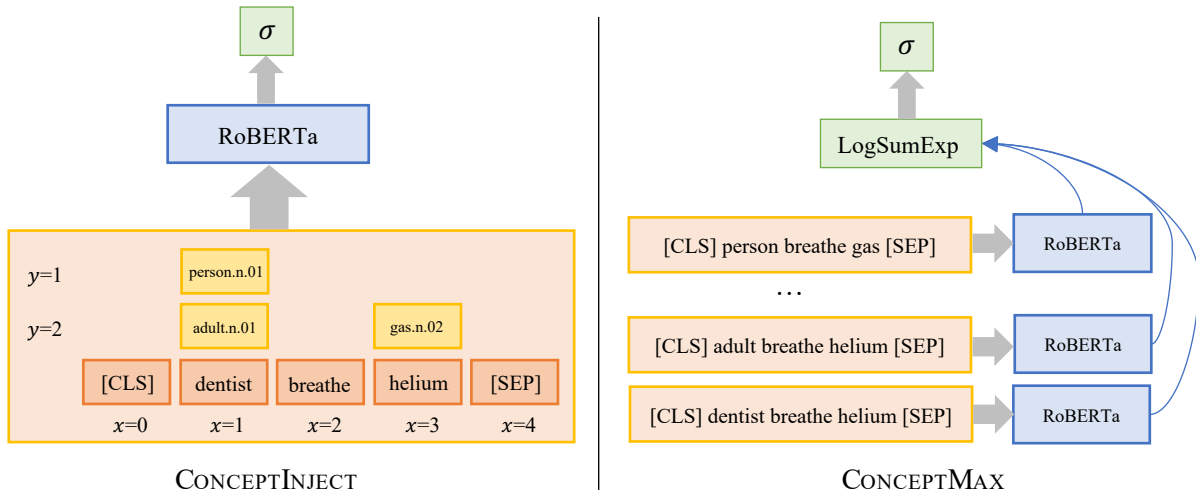 σ
RoBERTa
y=1
person.n.01
y=2
adult.n.01
gas.n.02
[CLS] dentist breathe helium [SEP]
x=0 x=1 x=2 x=3 x=4
CONCEPTINJECT
σ
LogSumExp
[CLS] person breathe gas [SEP]
RoBERTa
...
[CLS] adult breathe helium [SEP]
RoBERTa
[CLS] dentist breathe helium [SEP]
RoBERTa
CONCEPTMAX